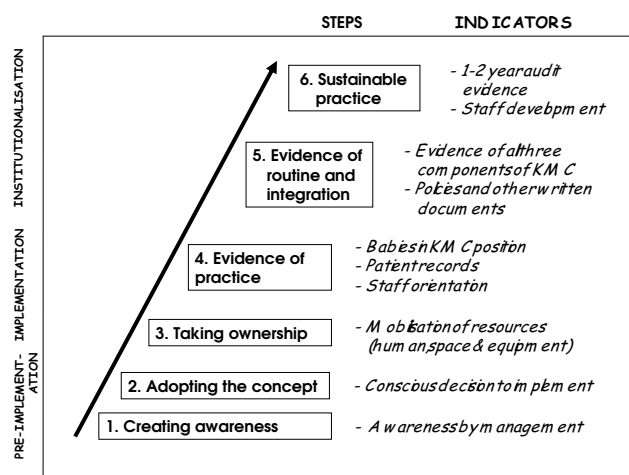 STEPS INDICATORS
INSTITUTIONALISATION
6. Sustainable
practice
- 1-2 year audit
evidence
- Staff development
5. Evidence of
routine and
integration
- Evidence of all three
components of KMC
- Policies and other written
documents
IMPLEMENTATION
4. Evidence of
practice
- Babies in KMC position
- Patient records
- Staff orientation
3. Taking ownership
- Mobilisation of resources
(human, space & equipment)
PRE-IMPLEMENT-
ATION
2. Adopting the concept
- Conscious decision to implement
1. Creating awareness
- Awareness by management